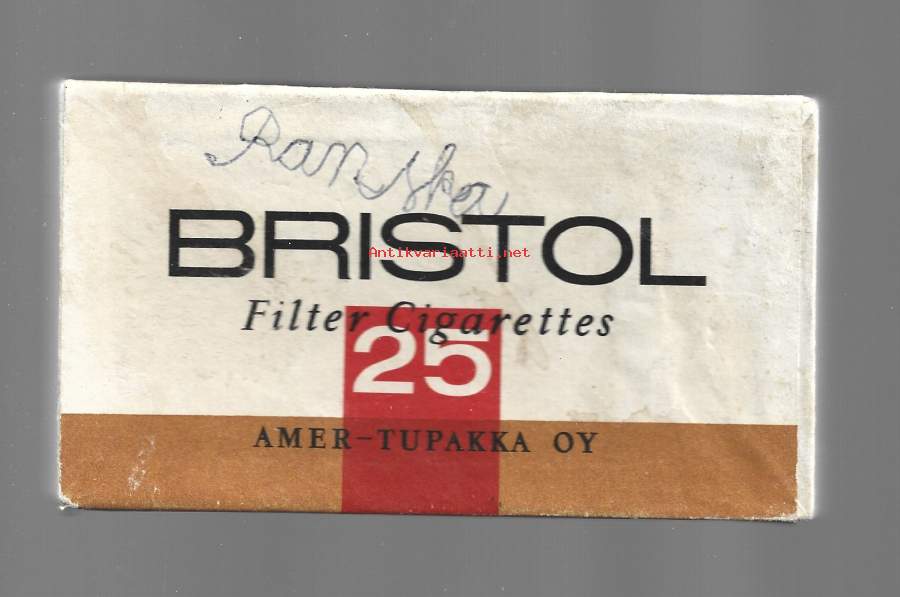 Ranska
BRISTOL
Antikvariaatti.net
Filter Cigarettes
25
AMER-TUPAKKA OY